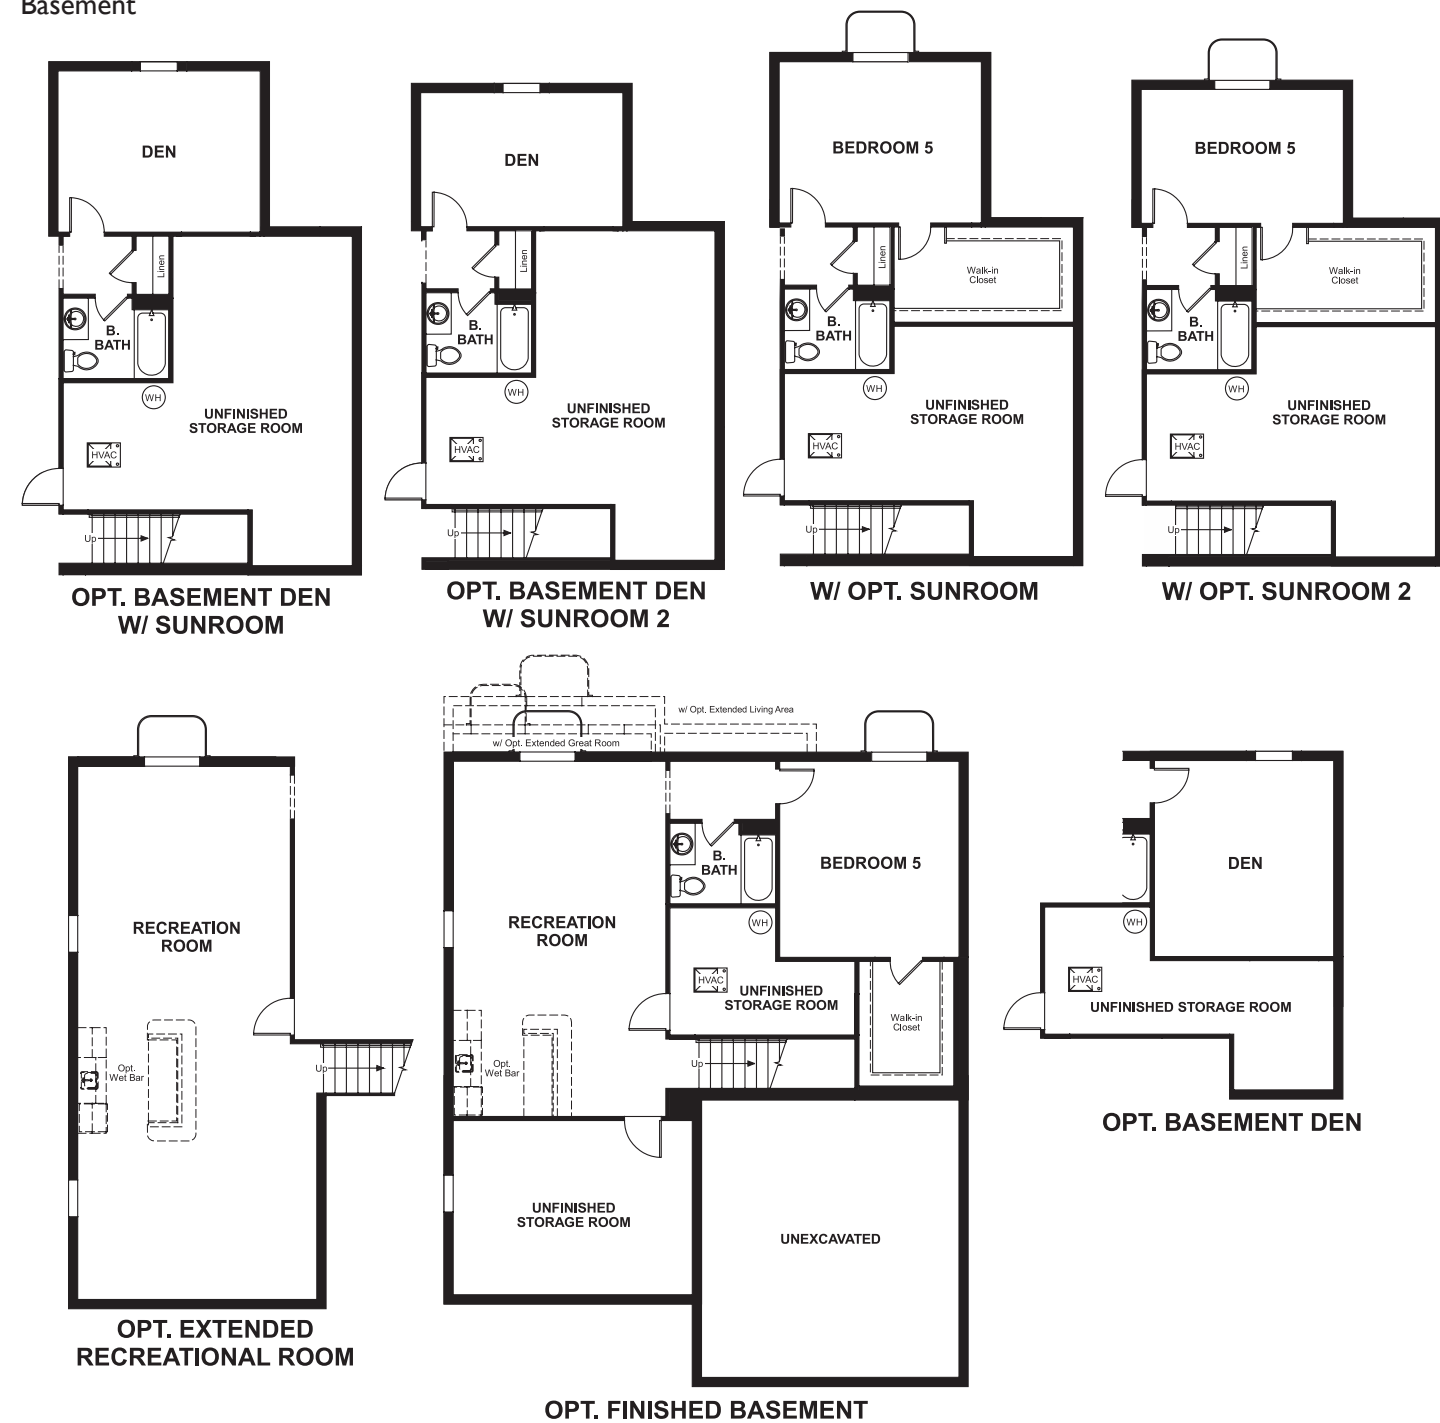 Basement
DEN
Linen
B.
BATH
WH
UNFINISHED
STORAGE ROOM
HVAC
Up
OPT. BASEMENT DEN
W/ SUNROOM
DEN
Linen
B.
BATH
WH
UNFINISHED
STORAGE ROOM
HVAC
Up
OPT. BASEMENT DEN
W/ SUNROOM 2
BEDROOM 5
Linen
Walk-in
Closet
B.
BATH
WH
UNFINISHED
STORAGE ROOM
HVAC
Up
W/ OPT. SUNROOM
BEDROOM 5
Linen
Walk-in
Closet
B.
BATH
WH
UNFINISHED
STORAGE ROOM
HVAC
Up
W/ OPT. SUNROOM 2
RECREATION
ROOM
Opt.
Wet Bar
Up
OPT. EXTENDED
RECREATIONAL ROOM
w/ Opt. Extended Living Area
w/ Opt. Extended Great Room
B.
BATH
BEDROOM 5
RECREATION
ROOM
WH
HVAC
UNFINISHED
STORAGE ROOM
Walk-in
Closet
Opt.
Wet Bar
Up
UNFINISHED
STORAGE ROOM
UNEXCAVATED
OPT. FINISHED BASEMENT
DEN
WH
HVAC
UNFINISHED STORAGE ROOM
OPT. BASEMENT DEN